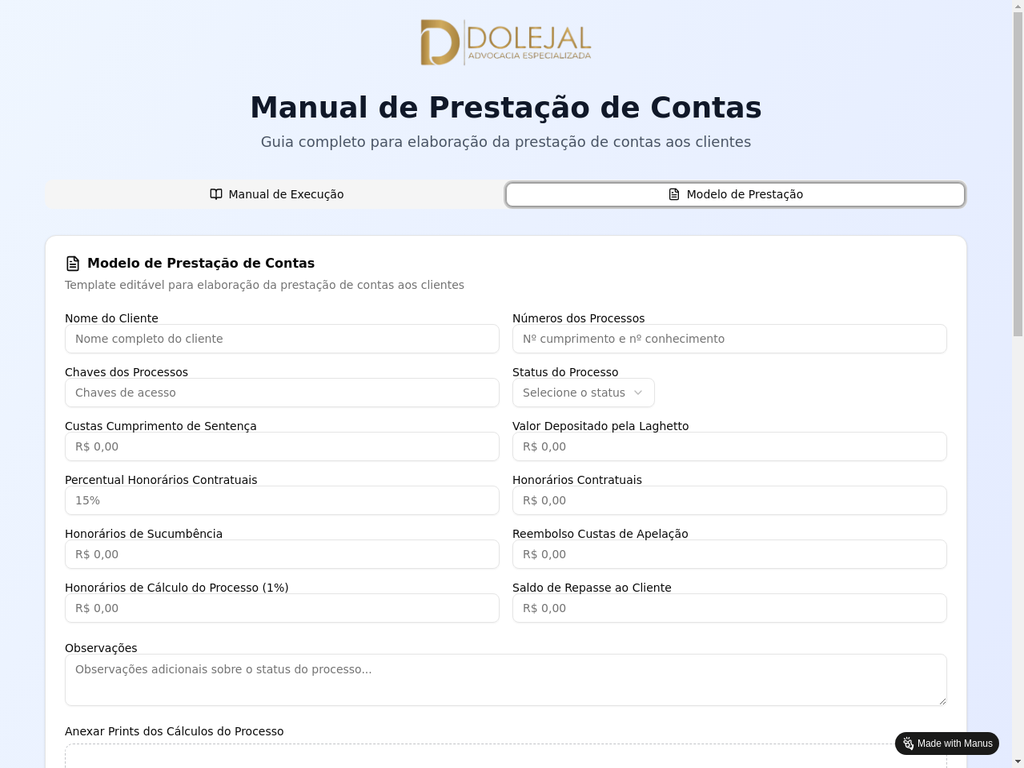 DOLEJAL
ADVOCACIA ESPECIALIZADA
Manual de Prestação de Contas
Guia completo para elaboração da prestação de contas aos clientes
Manual de Execução
Modelo de Prestação
Modelo de Prestação de Contas
Template editável para elaboração da prestação de contas aos clientes
Nome do Cliente
Nome completo do cliente
Números dos Processos
Nº cumprimento e nº conhecimento
Chaves dos Processos
Chaves de acesso
Status do Processo
Selecione o status
Custas Cumprimento de Sentença
R$ 0,00
Valor Depositado pela Laghetto
R$ 0,00
Percentual Honorários Contratuais
15%
Honorários Contratuais
R$ 0,00
Honorários de Sucumbência
R$ 0,00
Reembolso Custas de Apelação
R$ 0,00
Honorários de Cálculo do Processo (1%)
R$ 0,00
Saldo de Repasse ao Cliente
R$ 0,00
Observações
Observações adicionais sobre o status do processo...
Anexar Prints dos Cálculos do Processo
Made with Manus